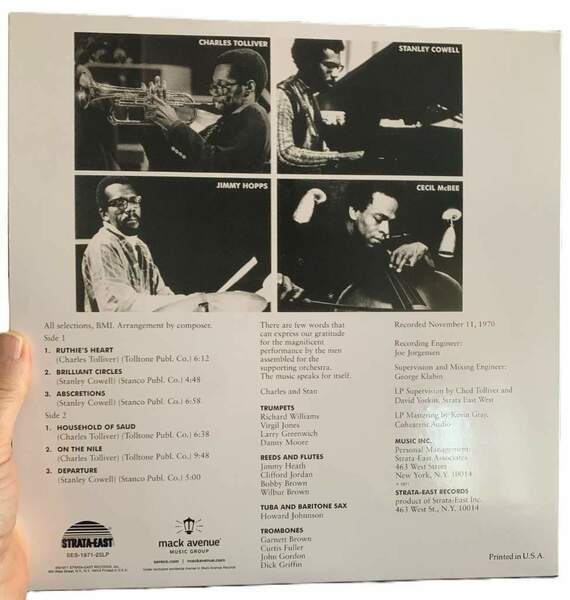 CHARLES TOLLIVER
STANLEY COWELL
JIMMY HOPPS
CECIL McBEE
All selections, BMI. Arrangement by composer.
Side 1
1. RUTHIE'S HEART
(Charles Tolliver) (Tolltone Publ. Co.) 6:12
2. BRILLIANT CIRCLES
(Stanley Cowell) (Stanco Publ. Co.) 4:48
3. ABSCRETIONS
(Stanley Cowell) (Stanco Publ. Co.) 6:58
Side 2
1. HOUSEHOLD OF SAUD
(Charles Tolliver) (Tolltone Publ. Co.) 6:38
2. ON THE NILE
(Charles Tolliver) (Tolltone Publ. Co.) 9:48
3. DEPARTURE
(Stanley Cowell) (Stanco Publ. Co.) 5:00
STRATA-EAST
SES-1971-2SLP
mack avenue
MUSIC GROUP
mackavenue.com
There are few words that
can express our gratitude
for the magnificent
performance by the men
assembled for the
supporting orchestra.
The music speaks for itself.
Charles and Stan
TRUMPETS
Richard Williams
Virgil Jones
Larry Greenwich
Danny Moore
REEDS AND FLUTES
Jimmy Heath
Clifford Jordan
Bobby Brown
Wilbur Brown
TUBA AND BARITONE SAX
Howard Johnnson
TROMBONES
Garnett Brown
Curtis Fuller
John Gordon
Dick Griffin
Recorded November 11, 1970
Recording Engineer:
Joe Jorgensen
Supervision and Mixing Engineer:
George Klabin
LP Supervision by Ched Tolliver and
David Yorkin, Strata East West
LP Mastering by Kevin Gray,
Cohearent Audio
MUSIC INC.
Personal Management:
Strata-East Associates
463 West Street
New York, N.Y. 10014
STRATA-EAST RECORDS
product of Strata-East Inc.
463 West St., N.Y. 10014
Printed in U.S.A.